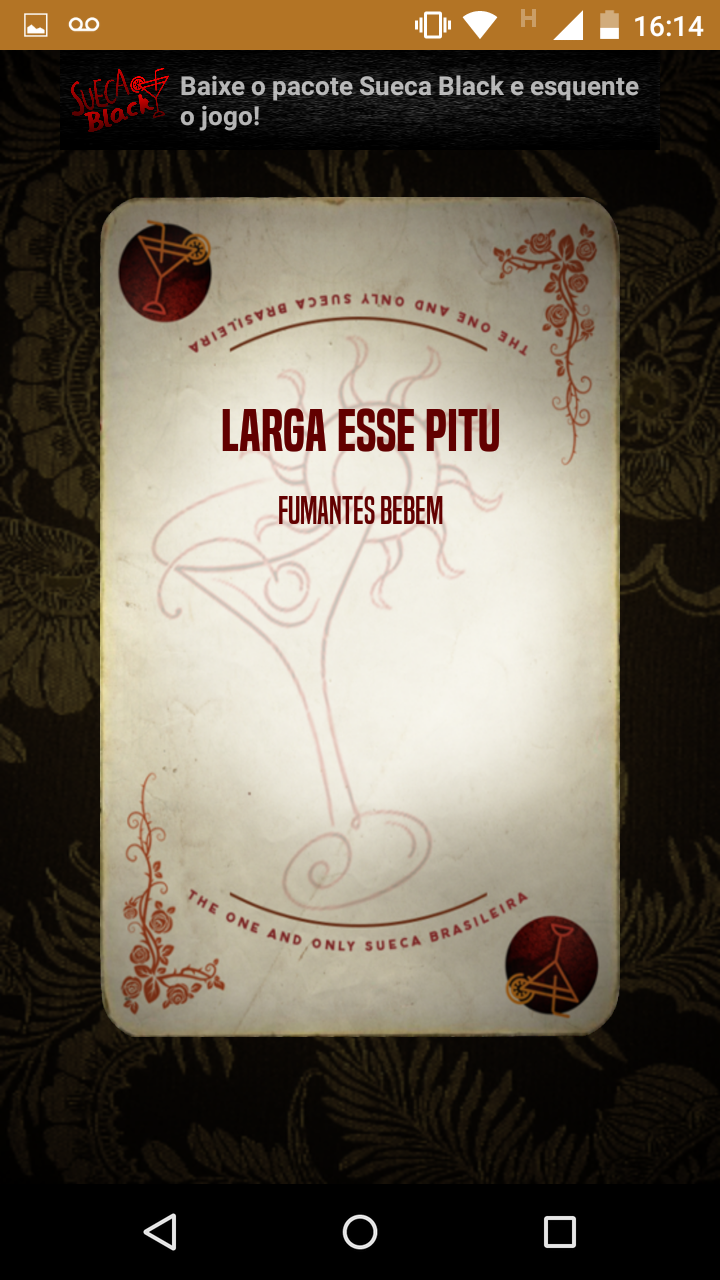 H
16:14
SUECA
Black
Baixe o pacote Sueca Black e esquente
o jogo!
THE ONE AND ONLY SUECA BRASILEIRA
LARGA ESSE PITU
FUMANTES BEBEM
THE ONE AND ONLY SUECA BRASILEIRA